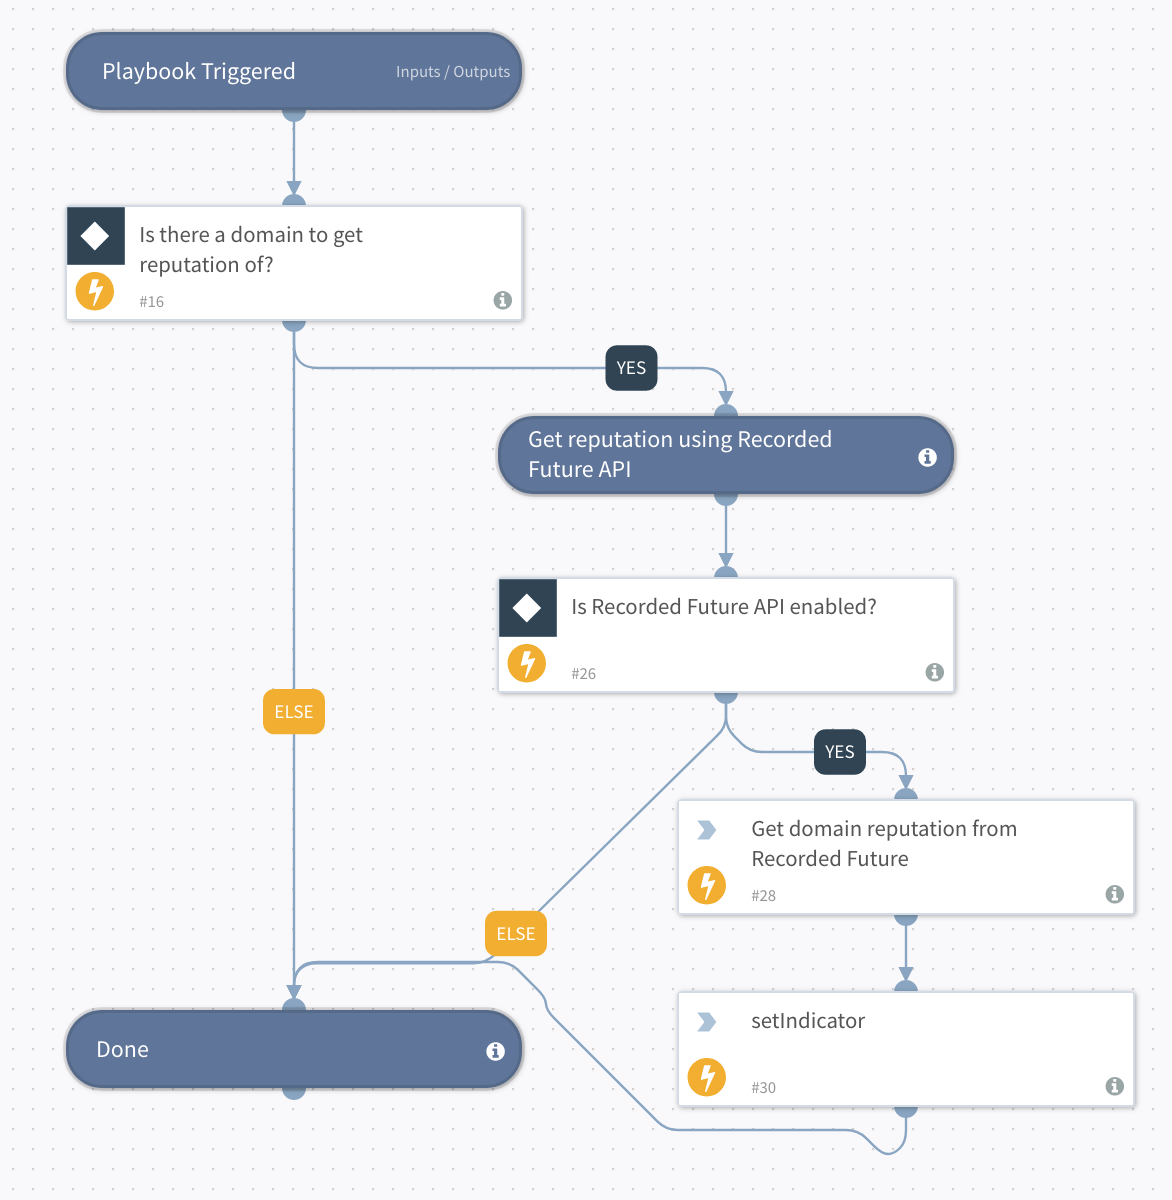 Playbook Triggered
Inputs / Outputs
Is there a domain to get
reputation of?
#16
YES
Get reputation using Recorded
Future API
Is Recorded Future API enabled?
#26
ELSE
YES
Get domain reputation from
Recorded Future
#28
ELSE
setIndicator
#30
Done